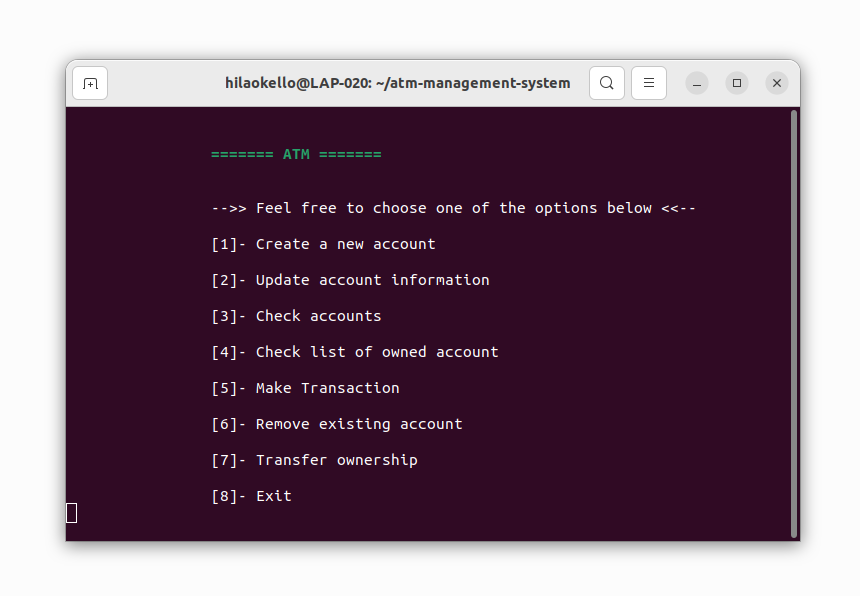 hilaokello@LAP-020: ~/atm-management-system
======= ATM =======
-->> Feel free to choose one of the options below <<--
[1]- Create a new account
[2]- Update account information
[3]- Check accounts
[4]- Check list of owned account
[5]- Make Transaction
[6]- Remove existing account
[7]- Transfer ownership
[8]- Exit